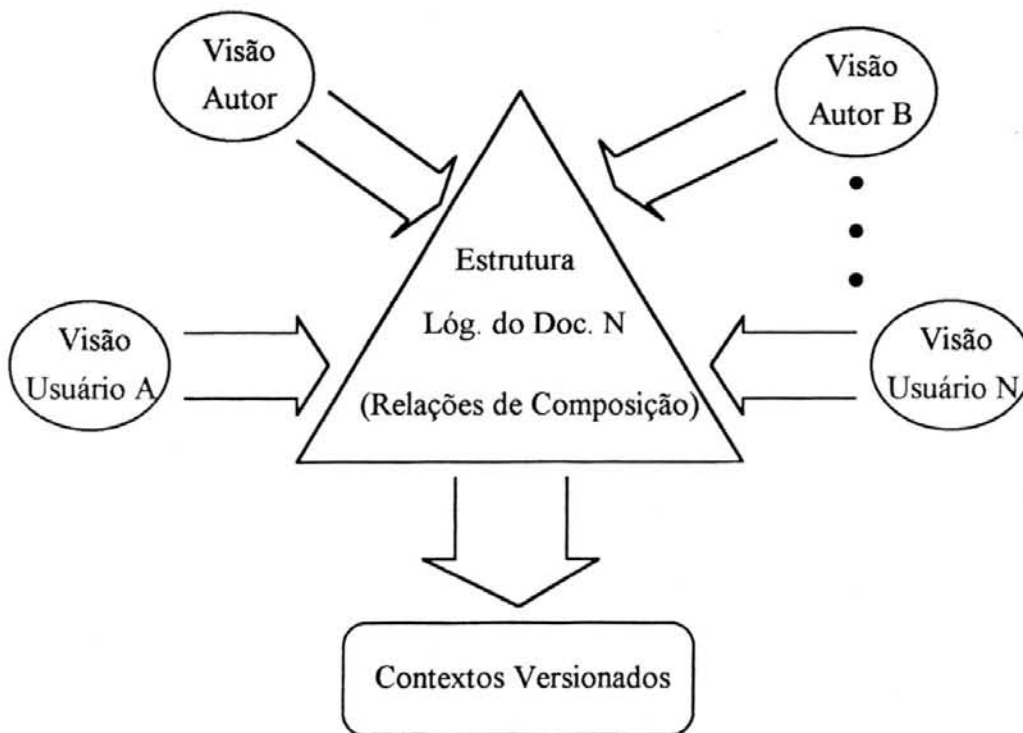 Visão
Autor
Visão
Autor B
Estrutura
Lóg. do Doc. N
(Relações de Composição)
Visão
Usuário A
Visão
Usuário N
Contextos Versionados